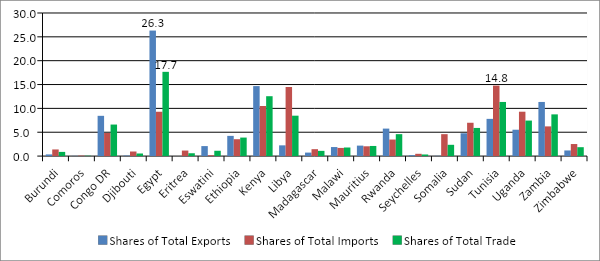 30.0
25.0
20.0
15.0
10.0
5.0
0.0
26.3
17.7
14.8
Burundi
Comoros
Congo DR
Djibouti
Egypt
Eritrea
Eswatini
Ethiopia
Kenya
Libya
Madagascar
Malawi
Mauritius
Rwanda
Seychelles
Somalia
Sudan
Tunisia
Uganda
Zambia
Zimbabwe
Shares of Total Exports Shares of Total Imports Shares of Total Trade